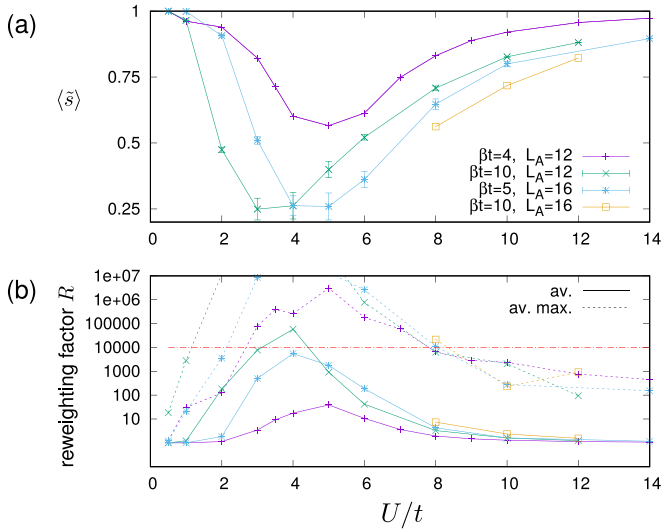 (a)
1
0.75
0.5
0.25
⟨s̃⟩
βt=4, L_A=12
βt=10, L_A=12
βt=5, L_A=16
βt=10, L_A=16
0 2 4 6 8 10 12 14
(b)
1e+07
1e+06
100000
10000
1000
100
10
reweighting factor R
av.
av. max.
0 2 4 6 8 10 12 14
U/t